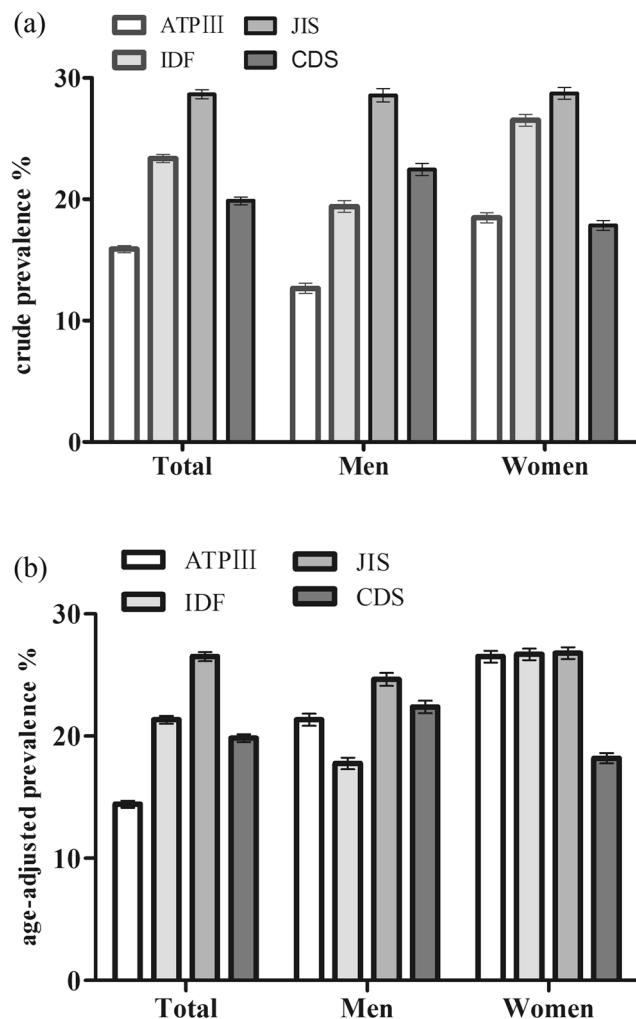 (a)
ATPⅢ JIS
IDF CDS
crude prevalence %
30
20
10
0
Total Men Women
(b)
ATPⅢ JIS
IDF CDS
age-adjusted prevalence %
30
20
10
0
Total Men Women